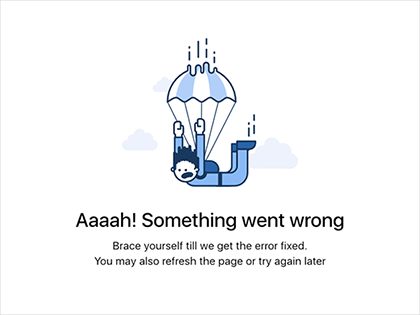 Aaaah! Something went wrong
Brace yourself till we get the error fixed.
You may also refresh the page or try again later